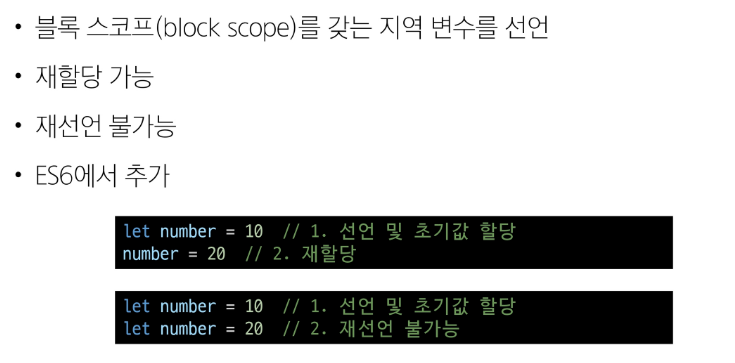 • 블록 스코프(block scope)를 갖는 지역 변수를 선언
• 재할당 가능
• 재선언 불가능
• ES6에서 추가
let number = 10  // 1. 선언 및 초기값 할당
number = 20  // 2. 재할당
let number = 10  // 1. 선언 및 초기값 할당
let number = 20  // 2. 재선언 불가능